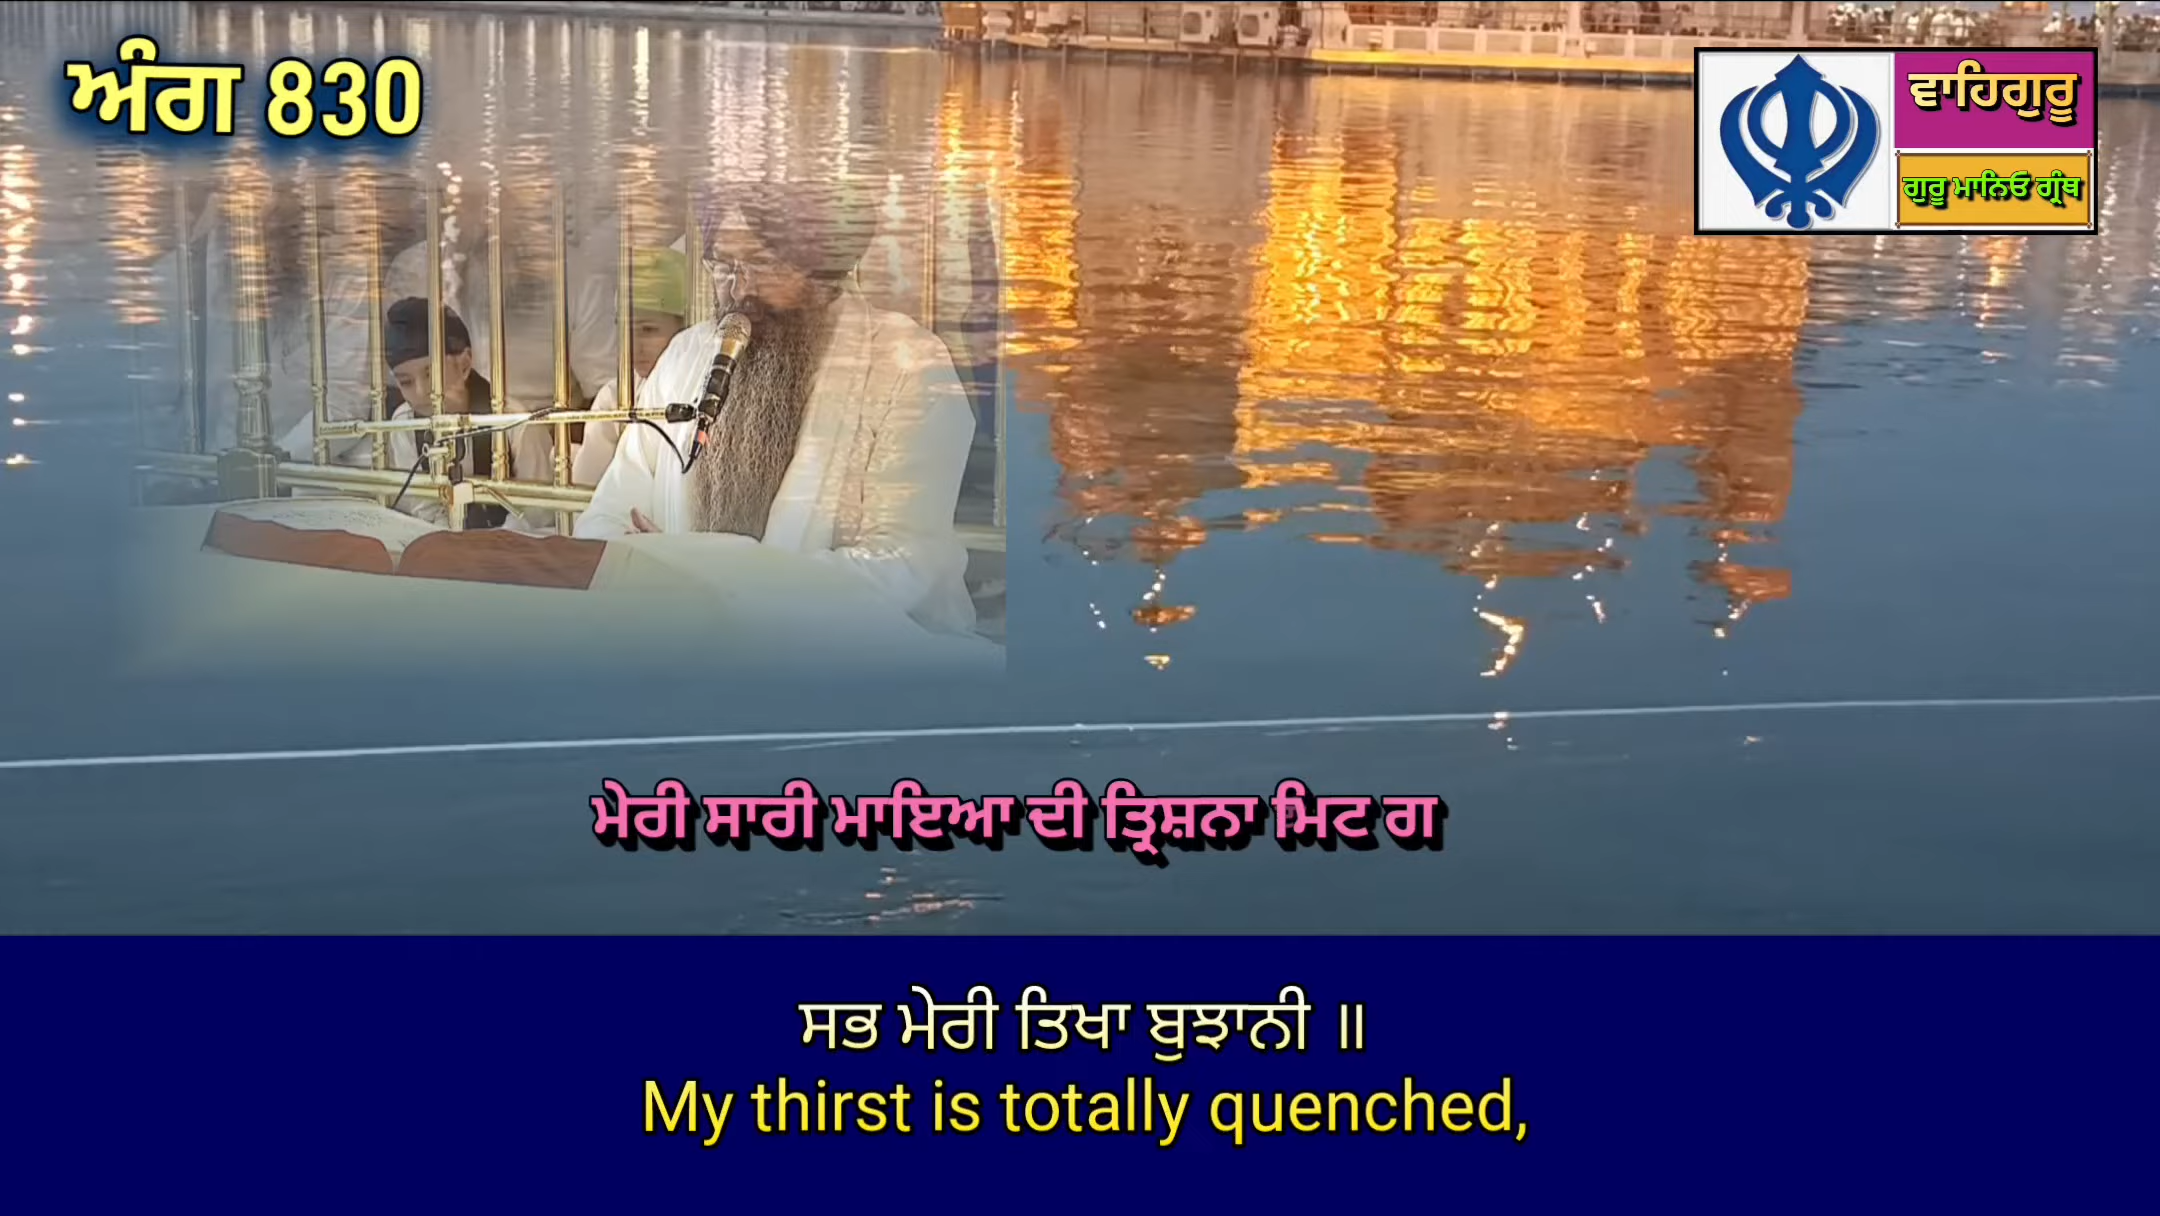 ਅੰਗ 830
ਵਾਹਿਗੁਰੂ
ਗੁਰੂ ਮਾਨਿਓ ਗ੍ਰੰਥ
ਮੇਰੀ ਸਾਰੀ ਮਾਇਆ ਦੀ ਤ੍ਰਿਸ਼ਨਾ ਮਿਟ ਗ
ਸਭ ਮੇਰੀ ਤਿਖਾ ਬੁਝਾਨੀ ॥
My thirst is totally quenched,